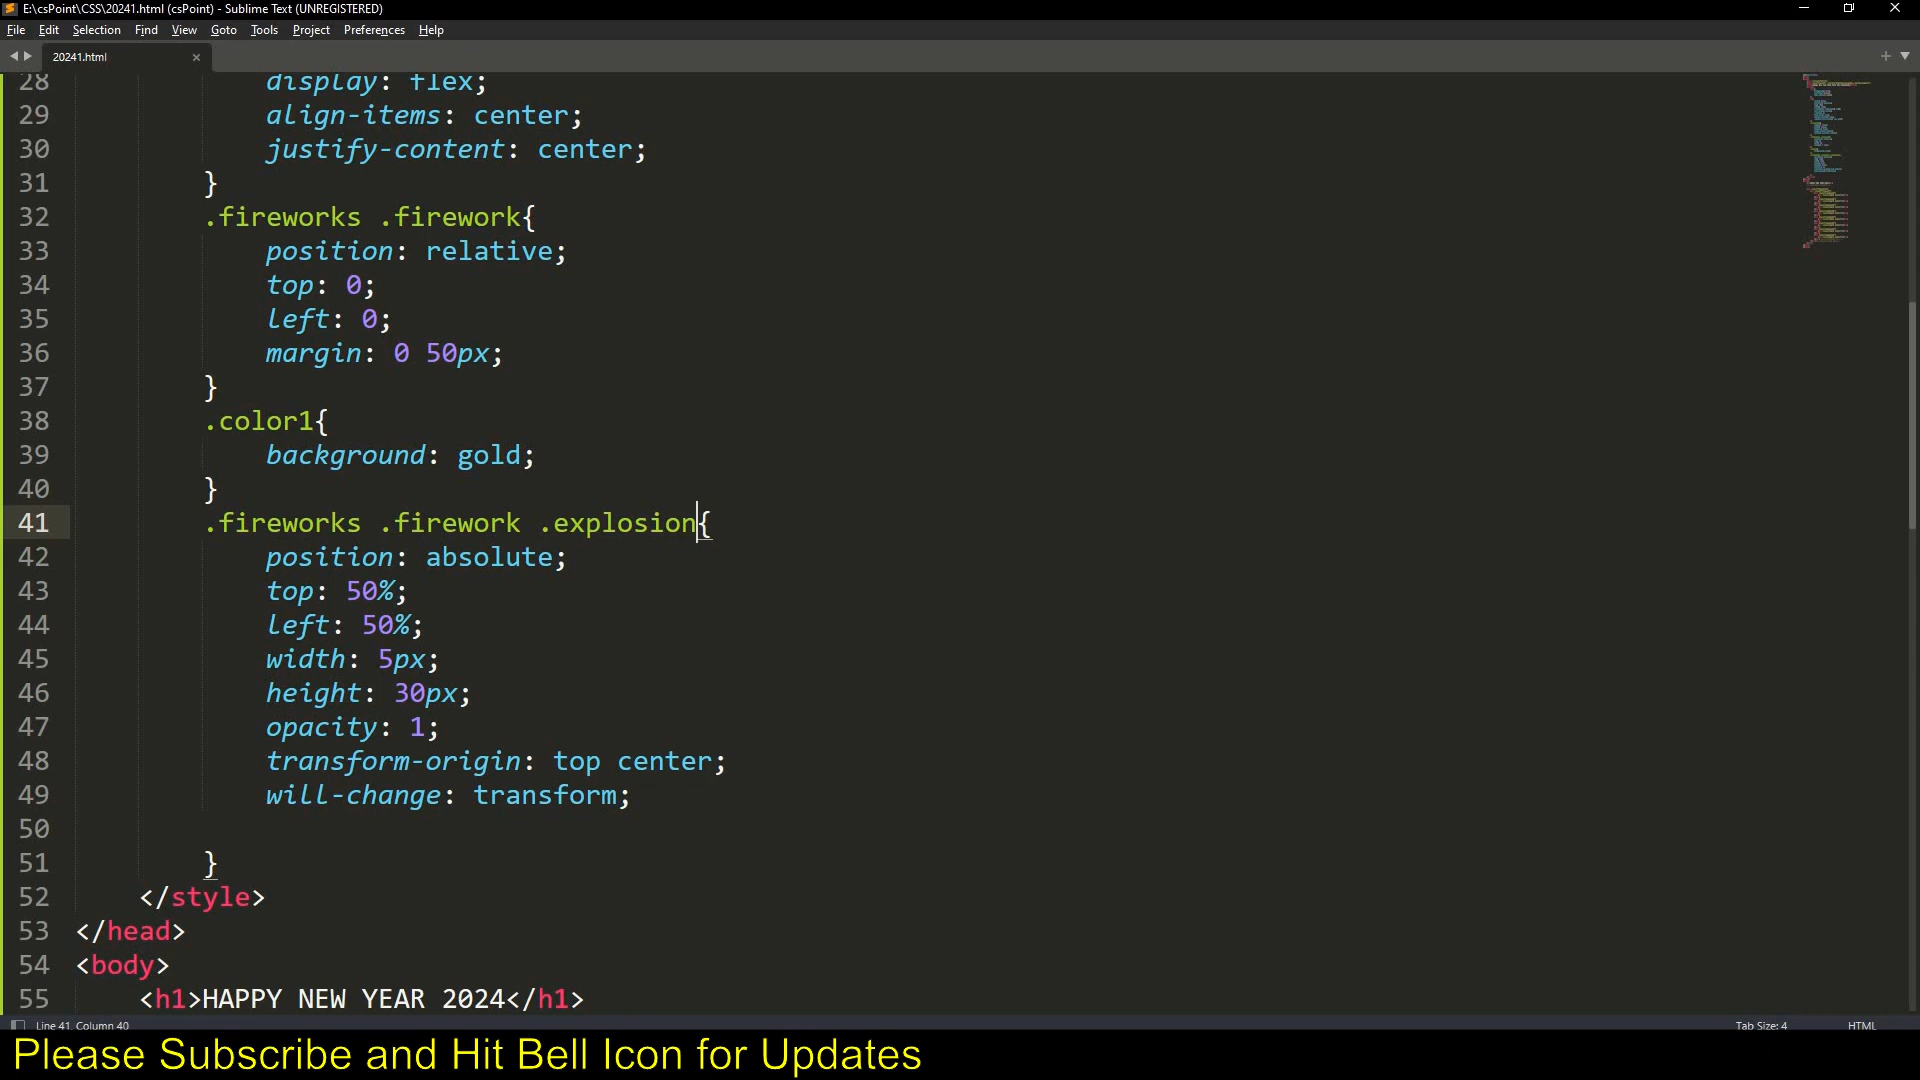 E:\csPoint\CSS\20241.html (csPoint) - Sublime Text (UNREGISTERED)
File Edit Selection Find View Goto Tools Project Preferences Help
20241.html
28 display: flex;
29 align-items: center;
30 justify-content: center;
31 }
32 .fireworks .firework{
33 position: relative;
34 top: 0;
35 left: 0;
36 margin: 0 50px;
37 }
38 .color1{
39 background: gold;
40 }
41 .fireworks .firework .explosion{
42 position: absolute;
43 top: 50%;
44 left: 50%;
45 width: 5px;
46 height: 30px;
47 opacity: 1;
48 transform-origin: top center;
49 will-change: transform;
50
51 }
52 </style>
53 </head>
54 <body>
55 <h1>HAPPY NEW YEAR 2024</h1>
Line 41, Column 40 Tab Size: 4 HTML
Please Subscribe and Hit Bell Icon for Updates